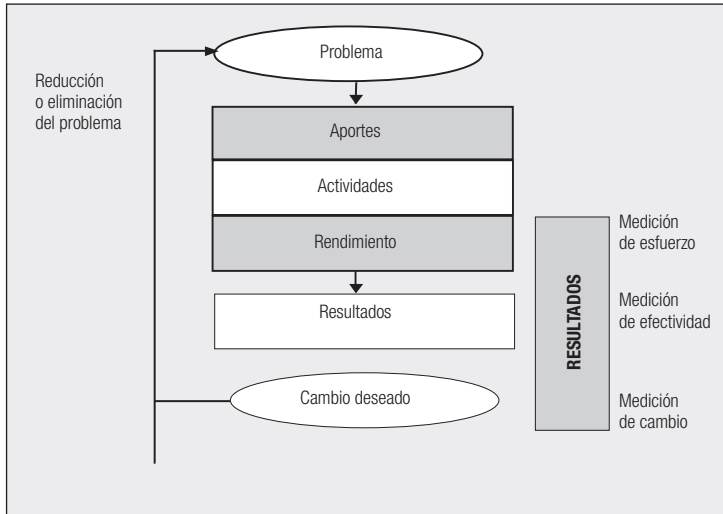 Problema
Reducción
o eliminación
del problema
Aportes
Actividades
Rendimiento
Resultados
Cambio deseado
RESULTADOS
Medición
de esfuerzo
Medición
de efectividad
Medición
de cambio